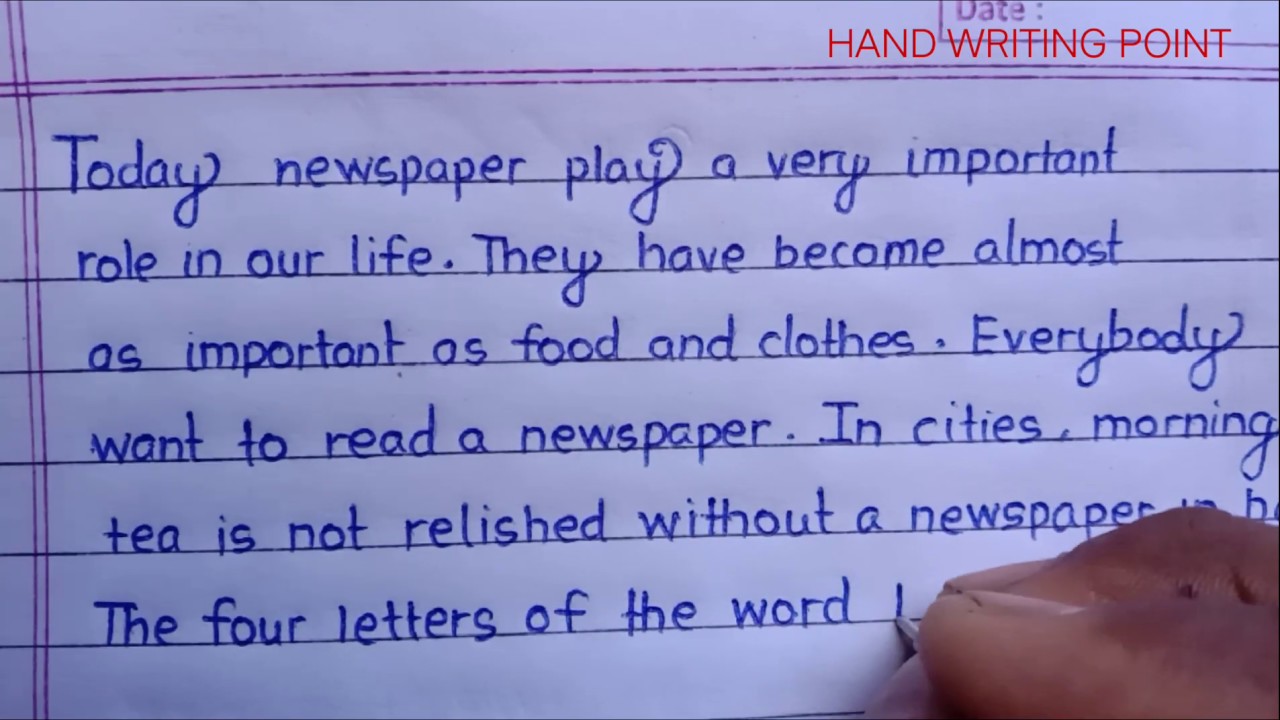 Date :
HAND WRITING POINT
Today newspaper play a very important
role in our life. They have become almost
as important as food and clothes. Everybody
want to read a newspaper. In cities, morning
tea is not relished without a newspaper in
The four letters of the word